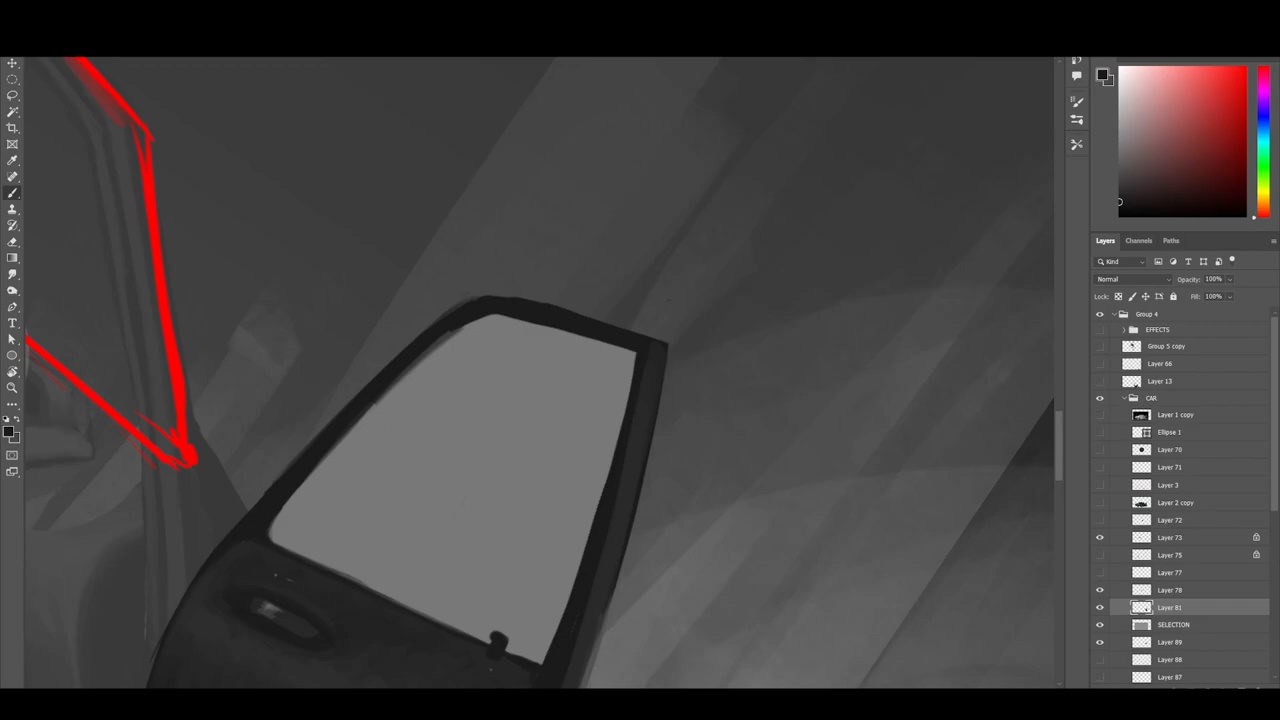 Layers Channels Paths
Kind
Normal Opacity: 100%
Lock: Fill: 100%
Group 4
EFFECTS
Group 5 copy
Layer 66
Layer 13
CAR
Layer 1 copy
Ellipse 1
Layer 70
Layer 71
Layer 3
Layer 2 copy
Layer 72
Layer 73
Layer 75
Layer 77
Layer 78
Layer 81
SELECTION
Layer 89
Layer 88
Layer 87